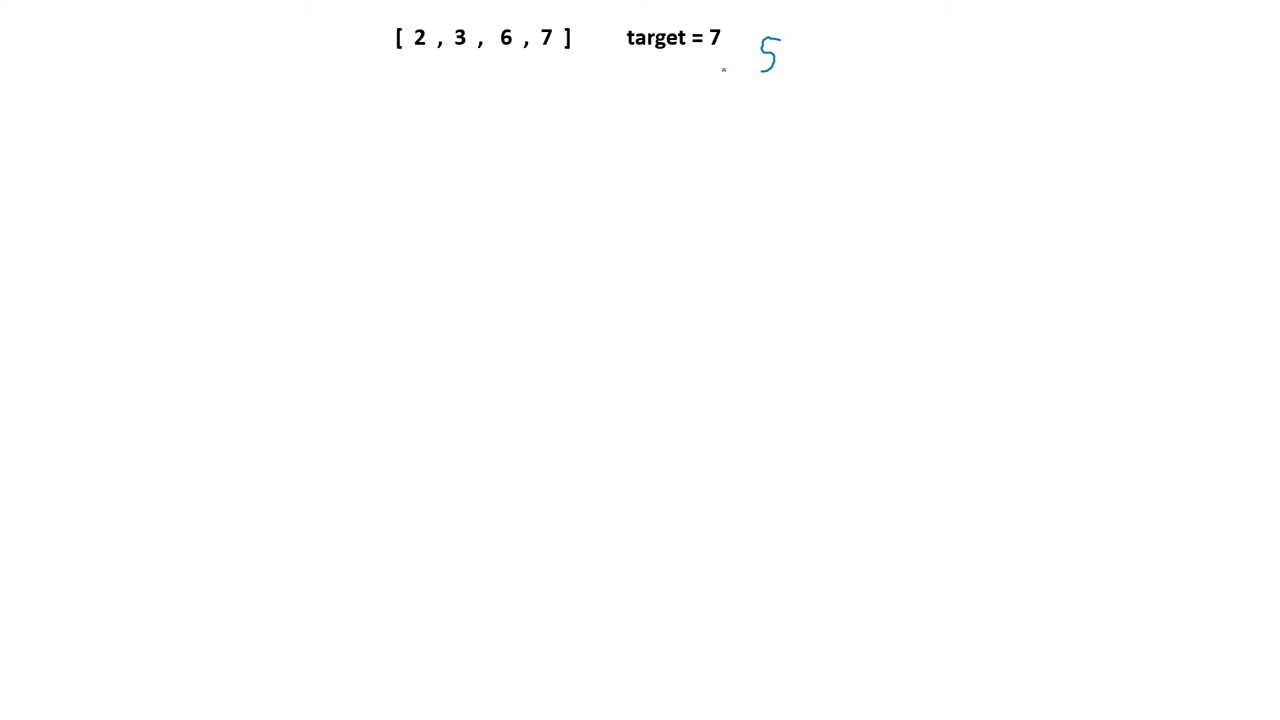 [ 2 , 3 , 6 , 7 ] target = 7 5